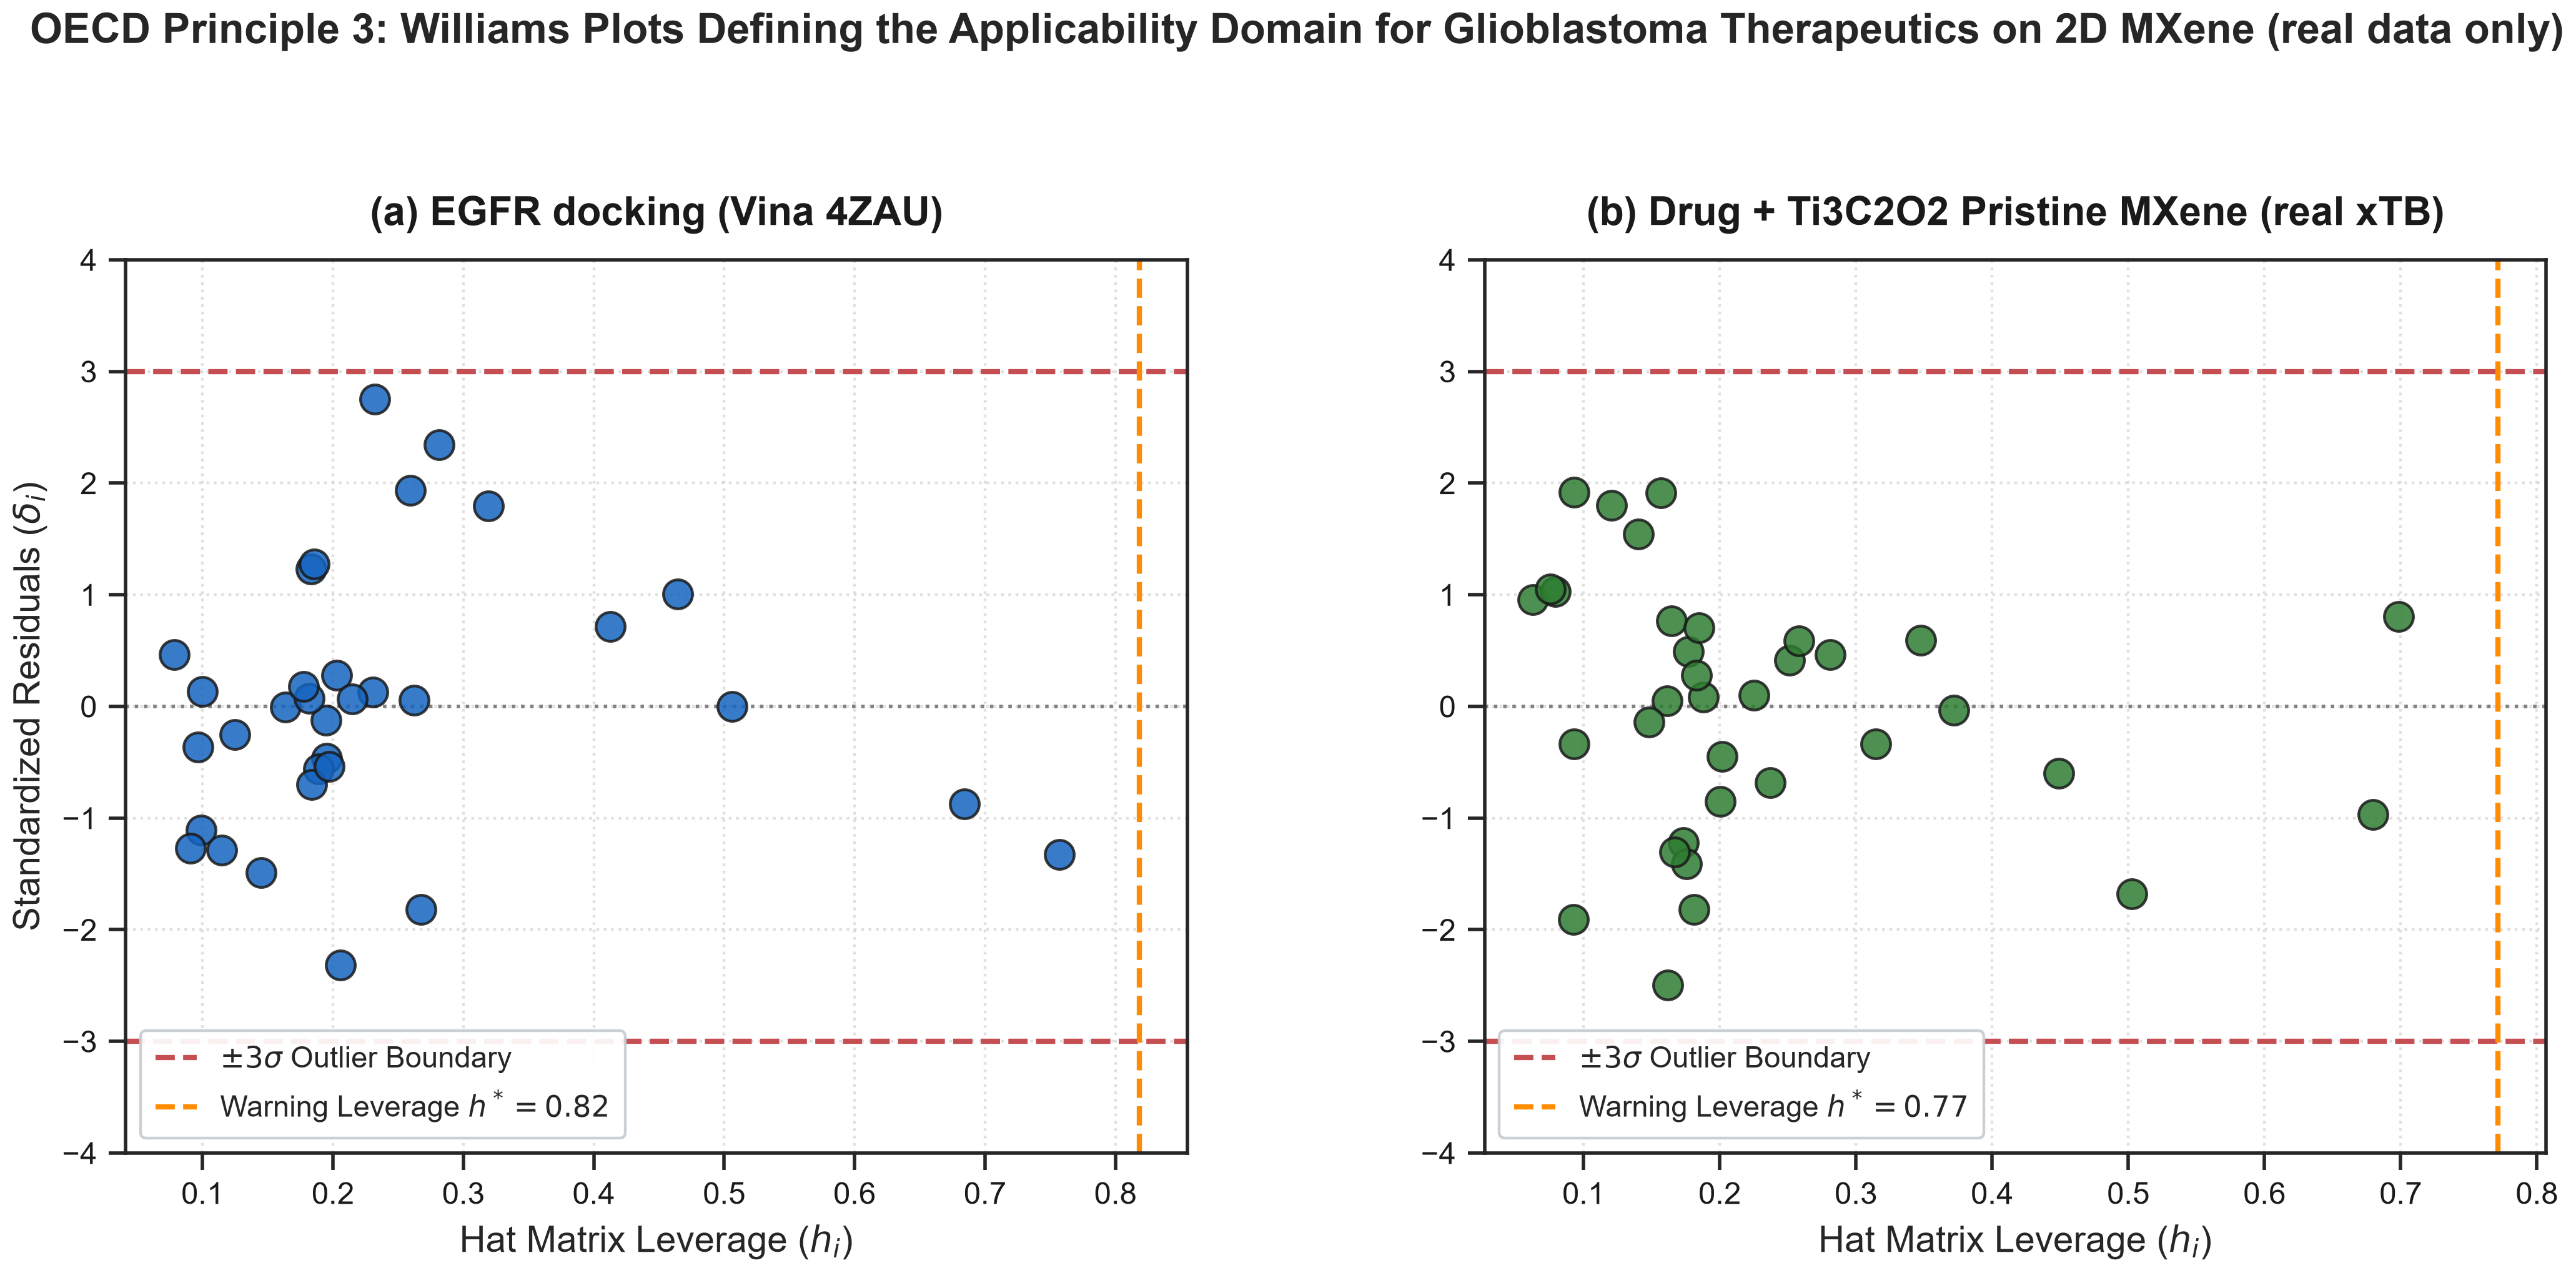 OECD Principle 3: Williams Plots Defining the Applicability Domain for Glioblastoma Therapeutics on 2D MXene (real data only)
(a) EGFR docking (Vina 4ZAU)
4
3
2
1
0
−1
−2
−3
−4
Standardized Residuals (δi)
±3σ Outlier Boundary
Warning Leverage h* = 0.82
0.1 0.2 0.3 0.4 0.5 0.6 0.7 0.8
Hat Matrix Leverage (hi)
(b) Drug + Ti3C2O2 Pristine MXene (real xTB)
4
3
2
1
0
−1
−2
−3
−4
±3σ Outlier Boundary
Warning Leverage h* = 0.77
0.1 0.2 0.3 0.4 0.5 0.6 0.7 0.8
Hat Matrix Leverage (hi)